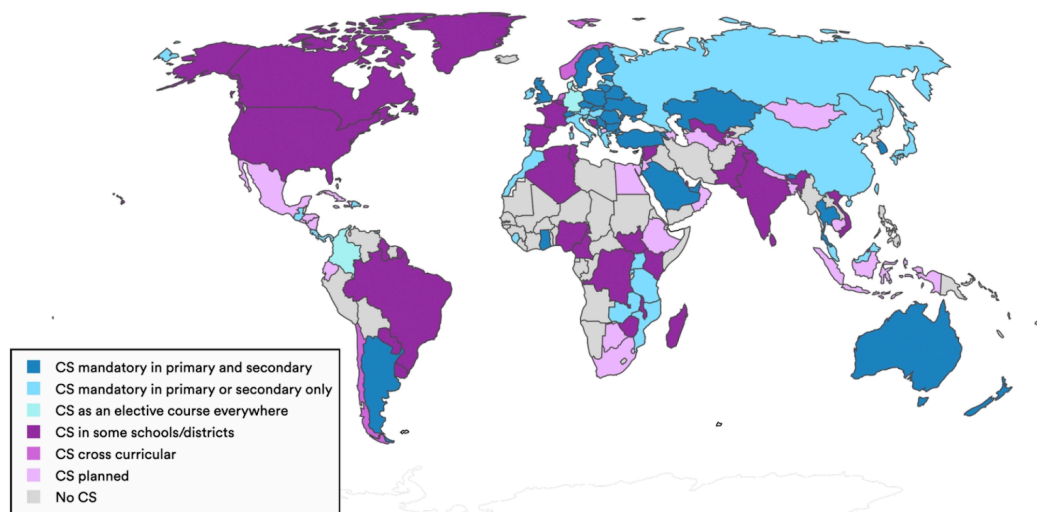 CS mandatory in primary and secondary
CS mandatory in primary or secondary only
CS as an elective course everywhere
CS in some schools/districts
CS cross curricular
CS planned
No CS